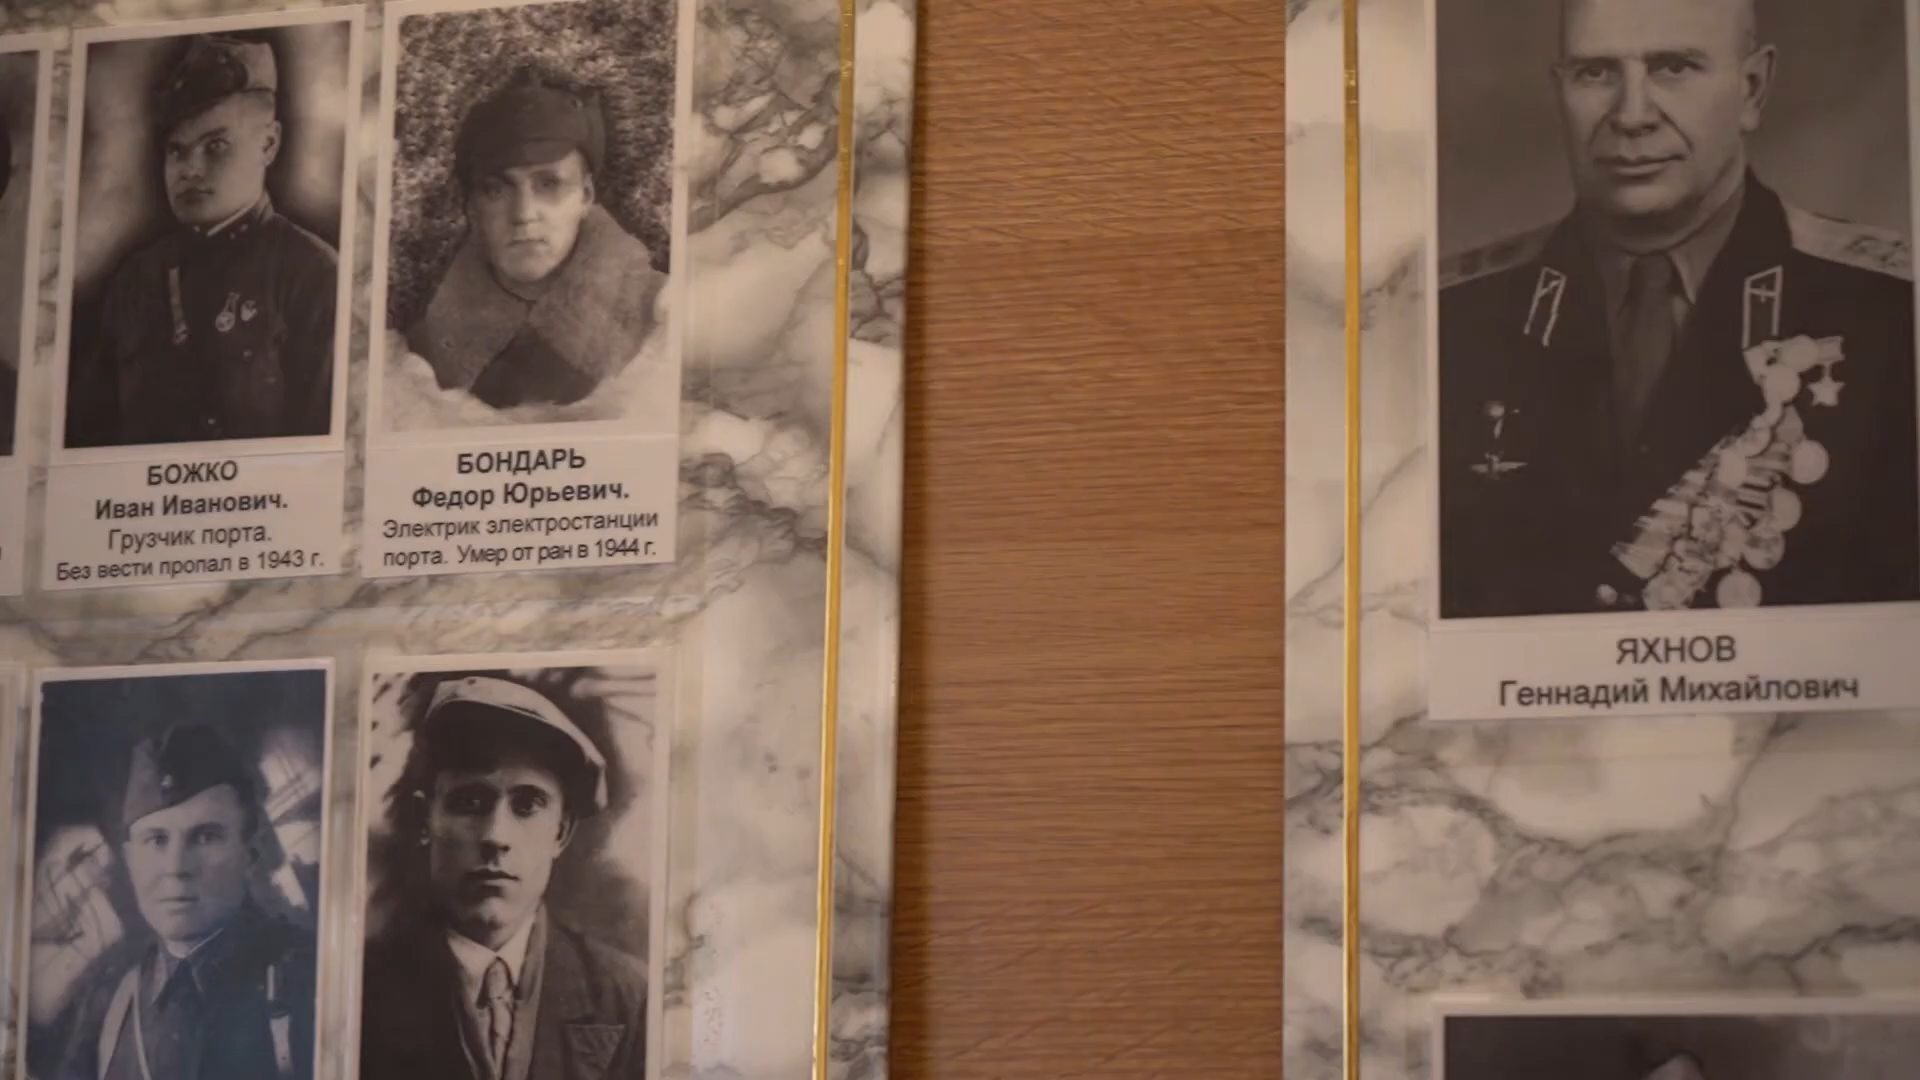 БОЖКО
Иван Иванович.
Грузчик порта.
Без вести пропал в 1943 г.
БОНДАРЬ
Федор Юрьевич.
Электрик электростанции
порта. Умер от ран в 1944 г.
ЯХНОВ
Геннадий Михайлович